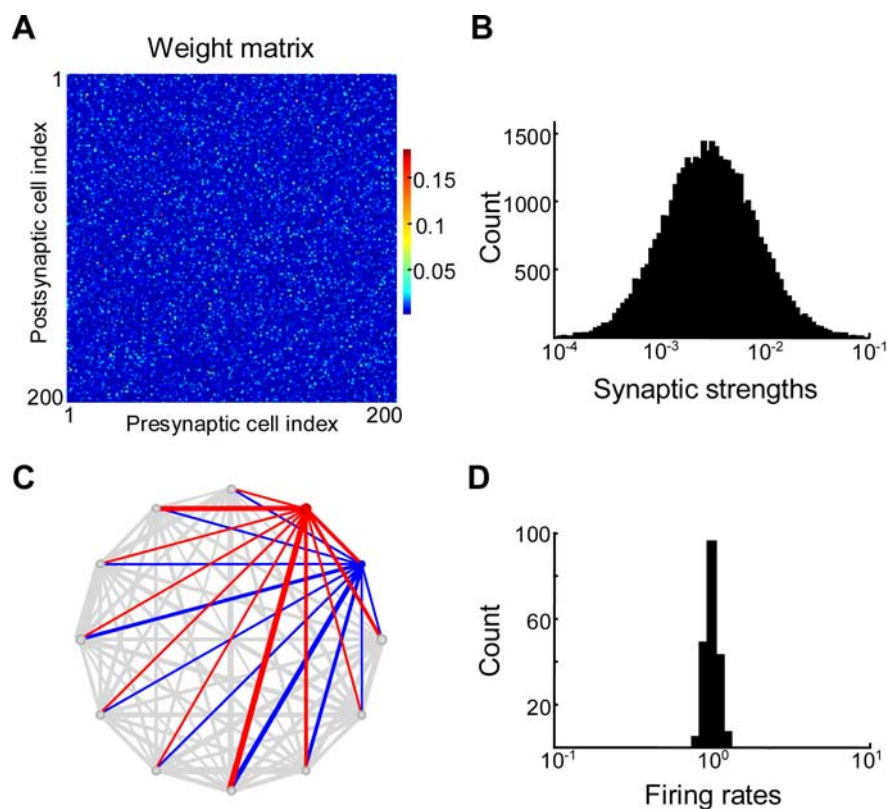 A
Weight matrix
1
Postsynaptic cell index
200
1
200
Presynaptic cell index
0.15
0.1
0.05
B
1500
1000
500
Count
10-4
10-3
10-2
10-1
Synaptic strengths
C
D
100
60
20
Count
10-1
100
101
Firing rates